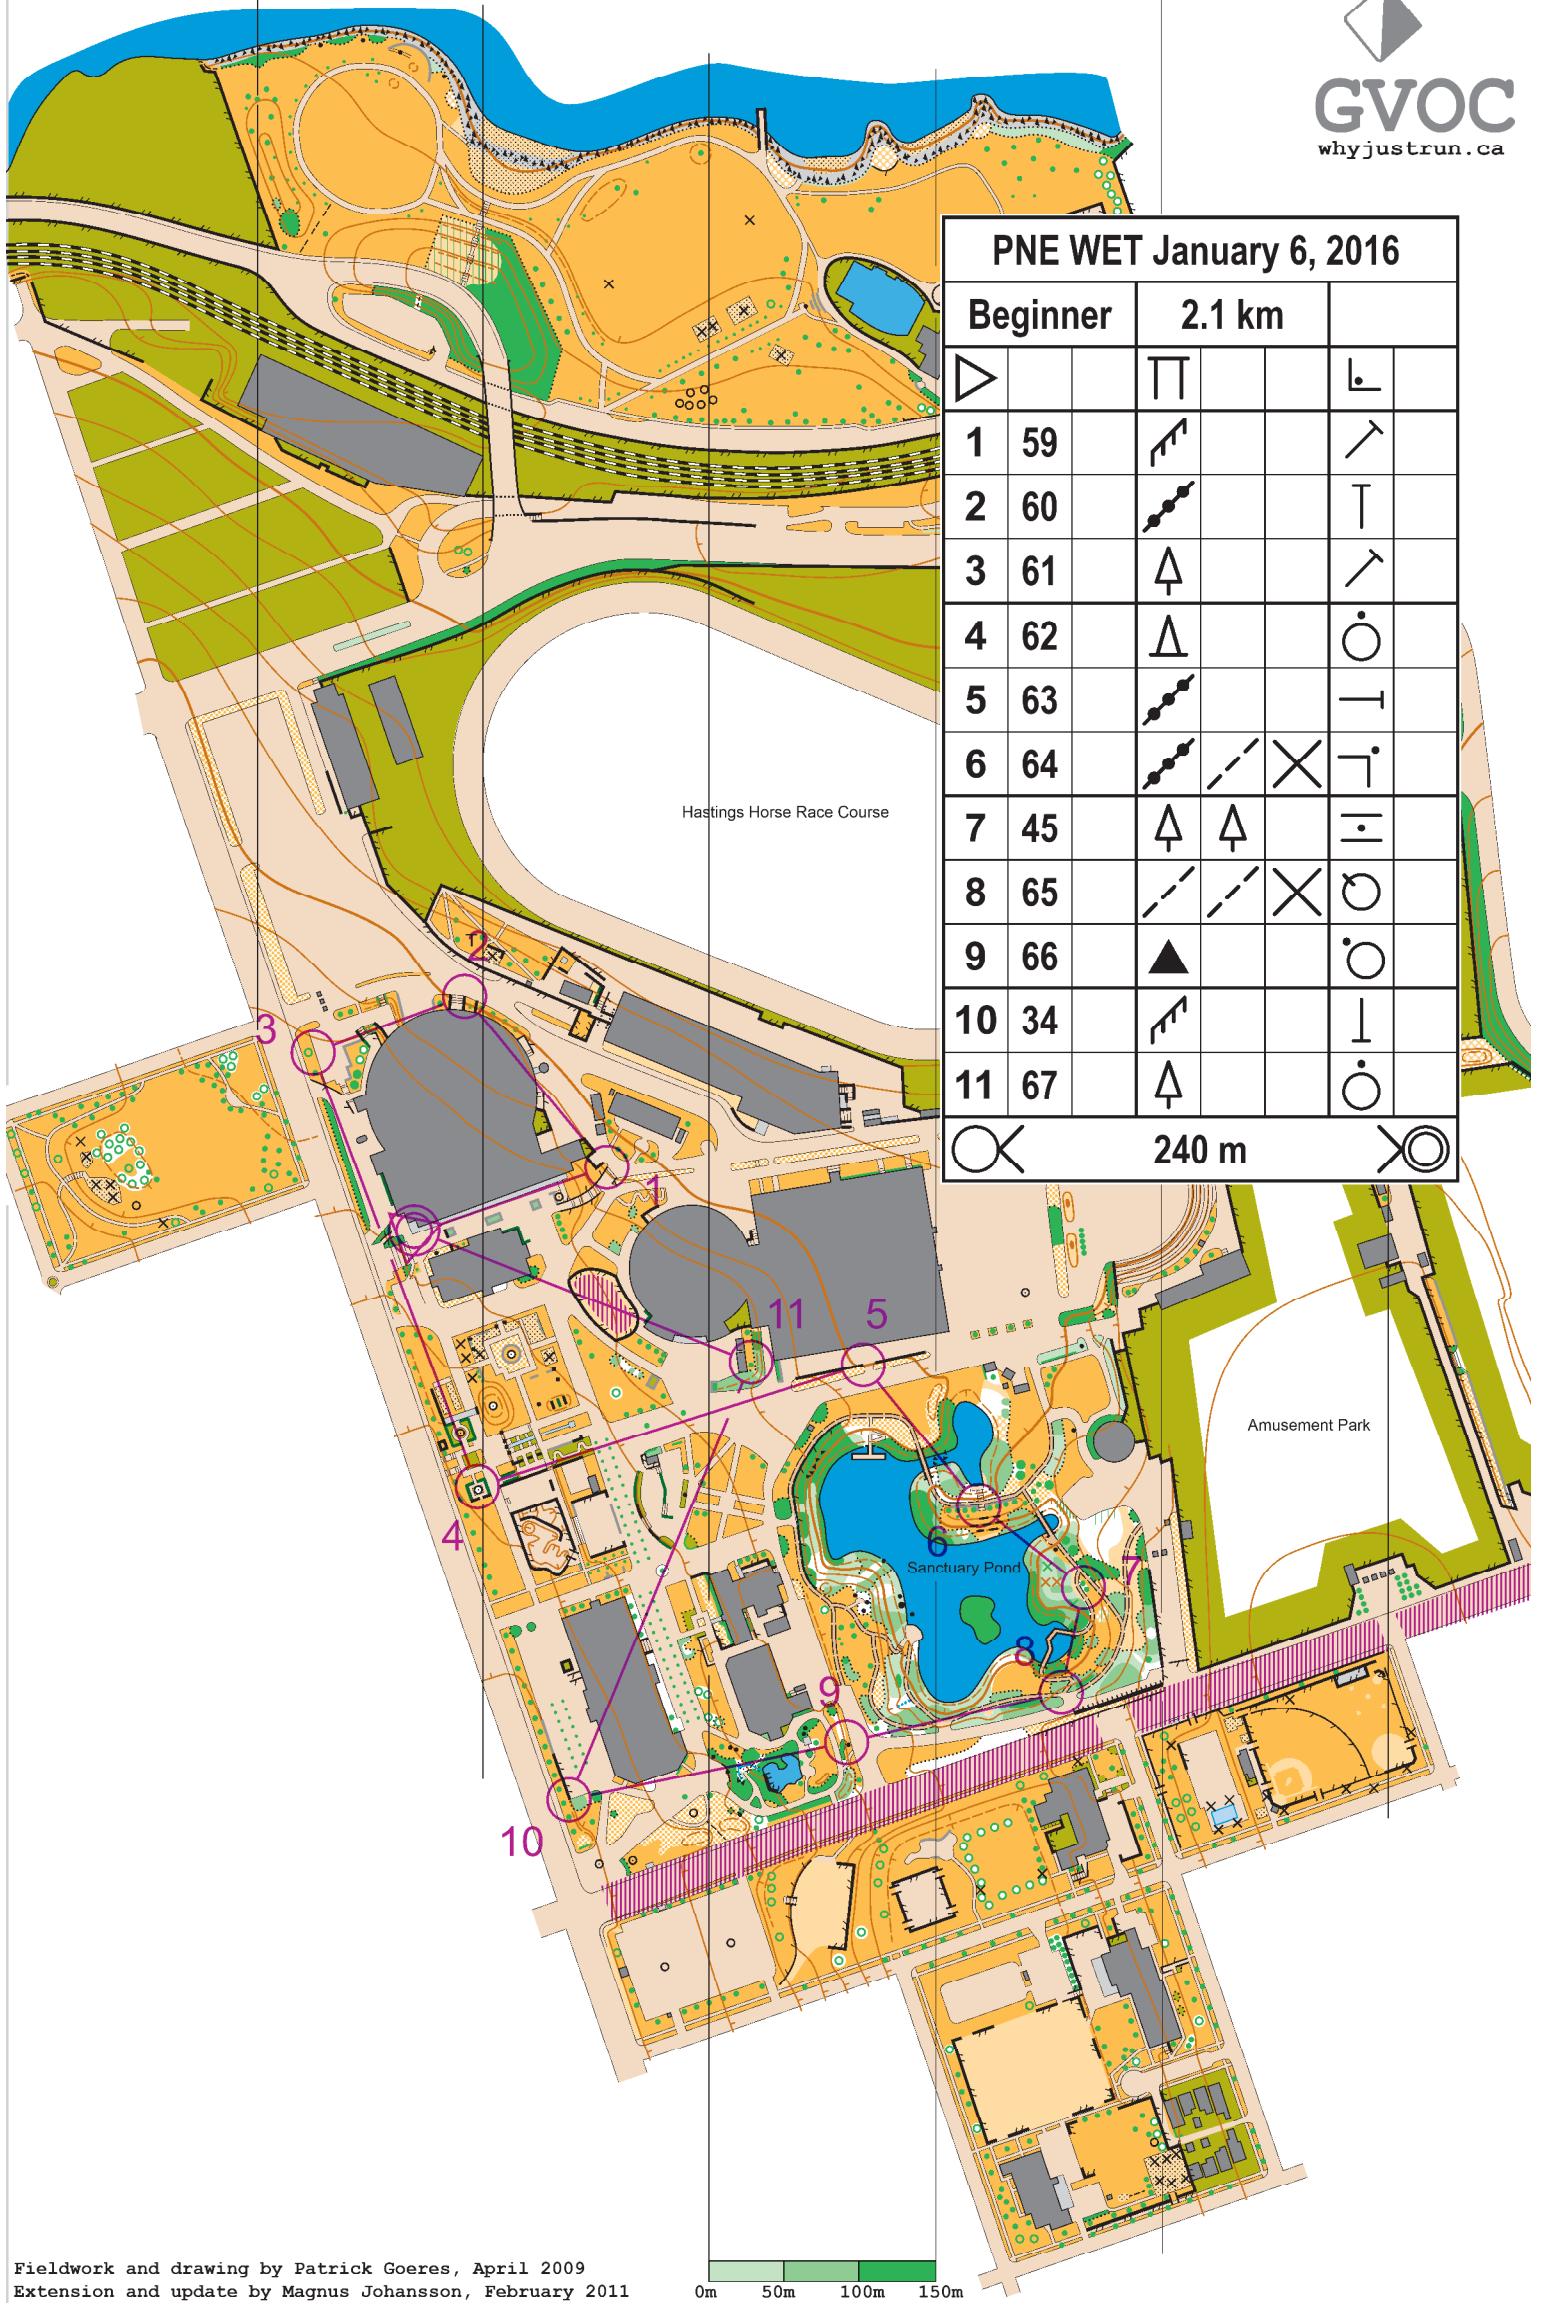 GVOC
whyjustrun.ca
PNE WET January 6, 2016
Beginner 2.1 km
1 59
2 60
3 61
4 62
5 63
6 64
7 45
8 65
9 66
10 34
11 67
240 m
Hastings Horse Race Course
2
3
1
11
5
Amusement Park
4
6
Sanctuary Pond
7
8
9
10
Fieldwork and drawing by Patrick Goeres, April 2009
Extension and update by Magnus Johansson, February 2011
0m 50m 100m 150m